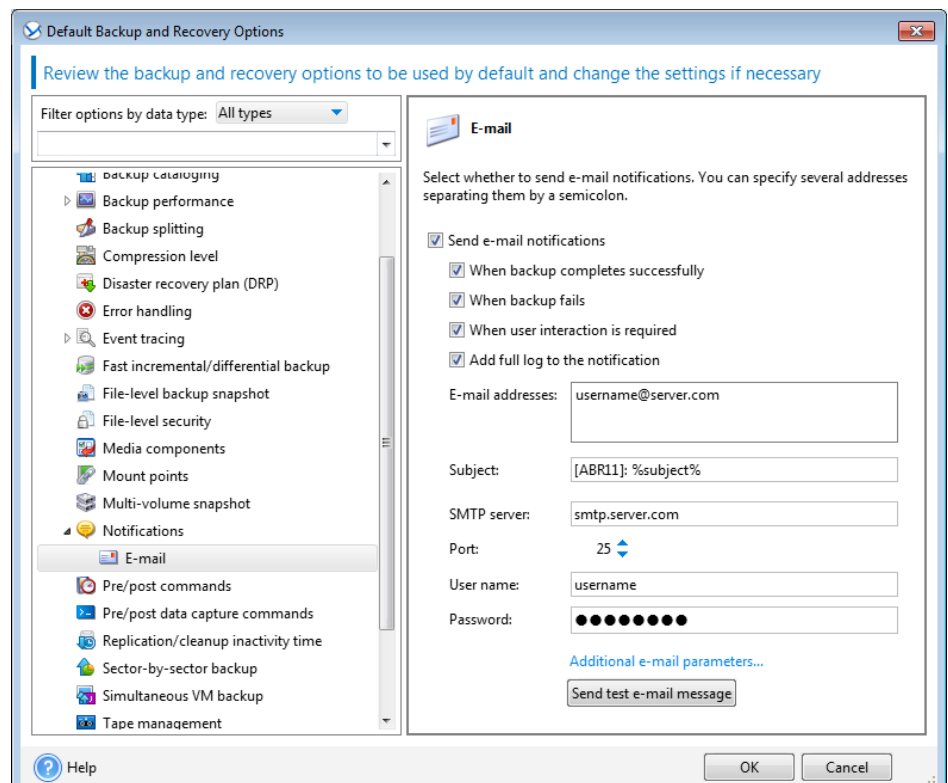 Default Backup and Recovery Options
Review the backup and recovery options to be used by default and change the settings if necessary
Filter options by data type: All types
Backup cataloging
Backup performance
Backup splitting
Compression level
Disaster recovery plan (DRP)
Error handling
Event tracing
Fast incremental/differential backup
File-level backup snapshot
File-level security
Media components
Mount points
Multi-volume snapshot
Notifications
E-mail
Pre/post commands
Pre/post data capture commands
Replication/cleanup inactivity time
Sector-by-sector backup
Simultaneous VM backup
Tape management
E-mail
Select whether to send e-mail notifications. You can specify several addresses
separating them by a semicolon.
Send e-mail notifications
When backup completes successfully
When backup fails
When user interaction is required
Add full log to the notification
E-mail addresses: username@server.com
Subject: [ABR11]: %subject%
SMTP server: smtp.server.com
Port: 25
User name: username
Password: ●●●●●●●●
Additional e-mail parameters...
Send test e-mail message
Help
OK
Cancel